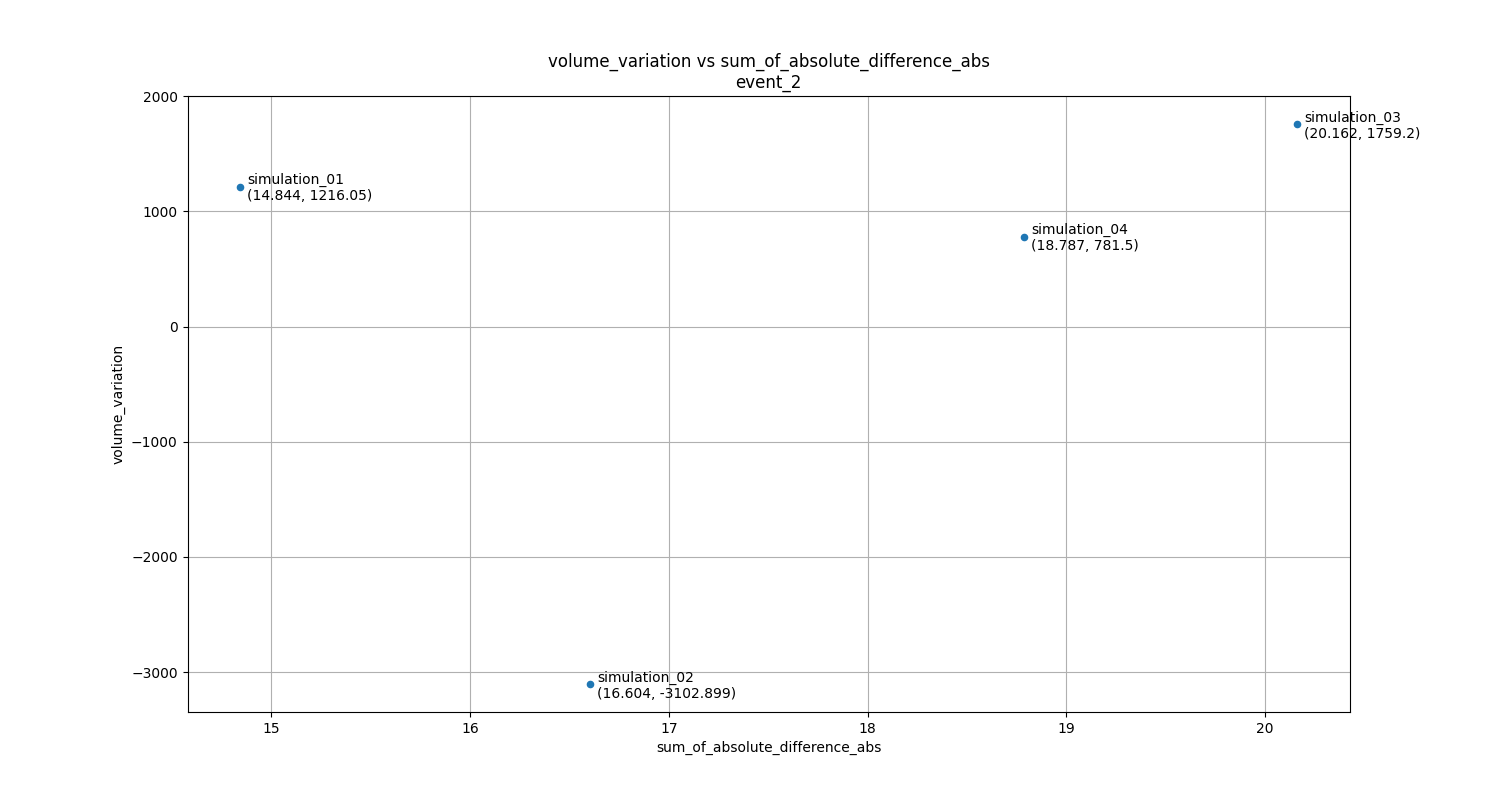 volume_variation vs sum_of_absolute_difference_abs
event_2
2000
simulation_03
(20.162, 1759.2)
simulation_01
(14.844, 1216.05)
1000
simulation_04
(18.787, 781.5)
0
volume_variation
−1000
−2000
−3000
simulation_02
(16.604, -3102.899)
15
16
17
18
19
20
sum_of_absolute_difference_abs